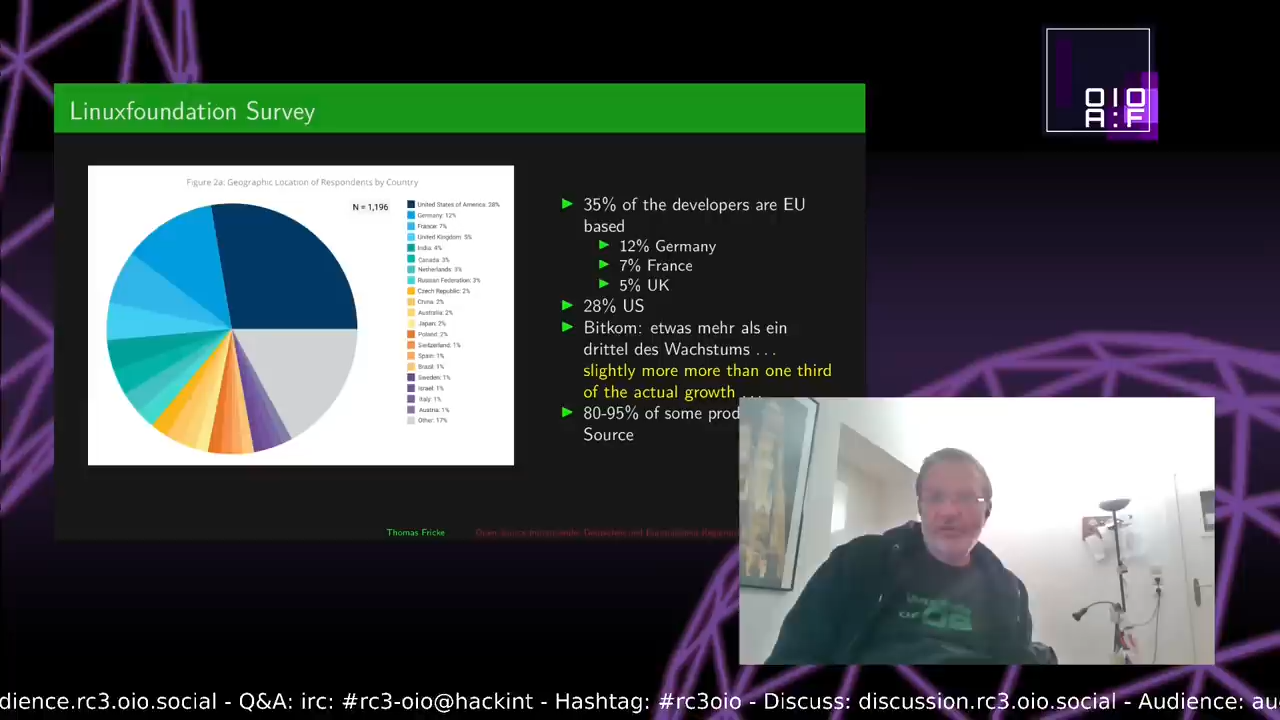 OIO
A:F
Linuxfoundation Survey
Figure 2a: Geographic Location of Respondents by Country
N = 1,196
United States of America: 28%
Germany: 12%
France: 7%
United Kingdom: 5%
India: 4%
Canada: 3%
Netherlands: 3%
Russian Federation: 3%
Czech Republic: 2%
China: 2%
Australia: 2%
Japan: 2%
Poland: 2%
Switzerland: 1%
Spain: 1%
Brazil: 1%
Sweden: 1%
Israel: 1%
Italy: 1%
Austria: 1%
Other: 17%
35% of the developers are EU
based
12% Germany
7% France
5% UK
28% US
Bitkom: etwas mehr als ein
drittel des Wachstums . . .
slightly more more than one third
of the actual growth . . .
80-95% of some prod
Source
Thomas Fricke
Open Source
und
dience.rc3.oio.social - Q&A: irc: #rc3-oio@hackint - Hashtag: #rc3oio - Discuss: discussion.rc3.oio.social - Audience: au